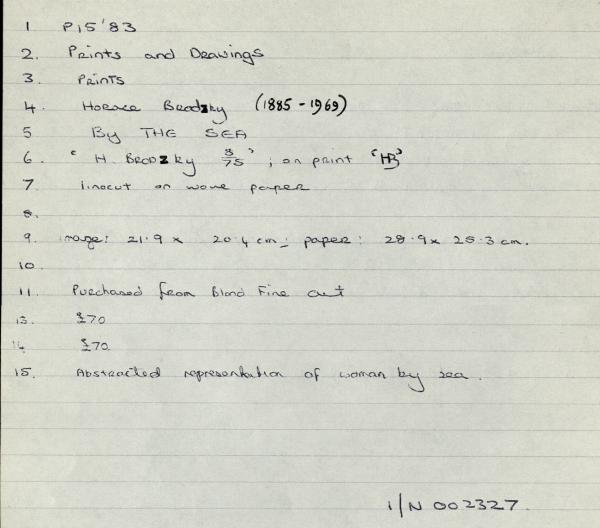 1 P15'83
2. Prints and Drawings
3. Prints
4. Horace Brodzky (1885-1969)
5 By THE SEA
6. "H. BRODZKY 8/75"; on print 'HB'
7. linocut on wove paper
8.
9. image: 21.9 x 20.4 cm; paper: 28.9 x 25.3 cm.
10.
11. Purchased from Blond Fine Art
13. £70
14. £70
15. Abstracted representation of woman by sea.
I/N 002327